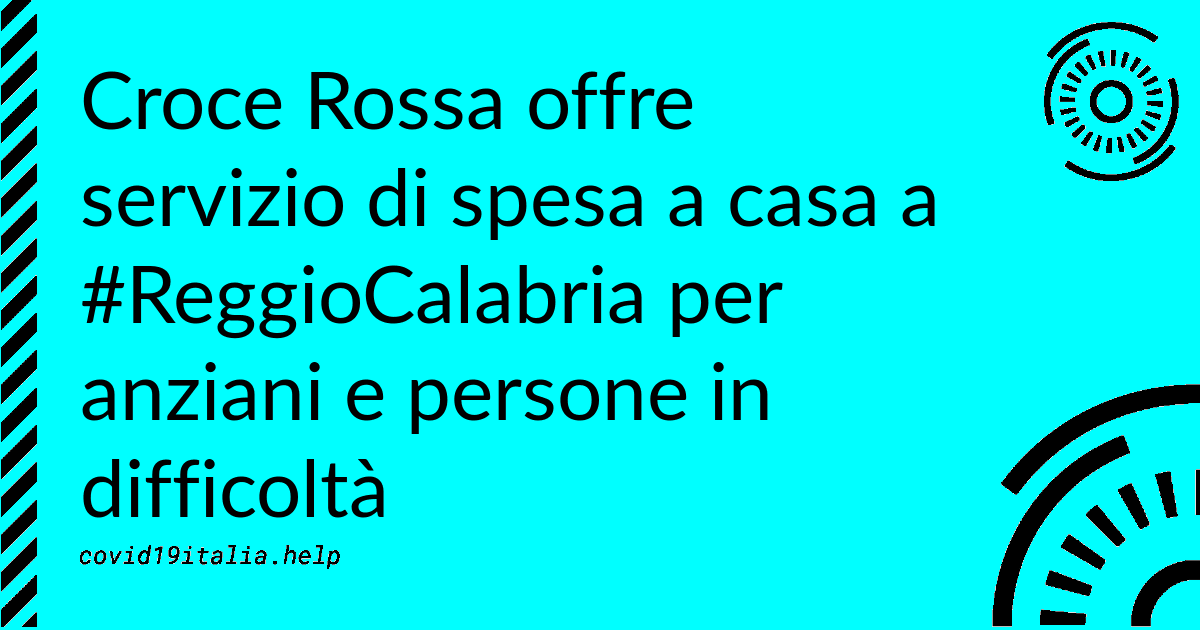 Croce Rossa offre
servizio di spesa a casa a
#ReggioCalabria per
anziani e persone in
difficoltà
covid19italia.help